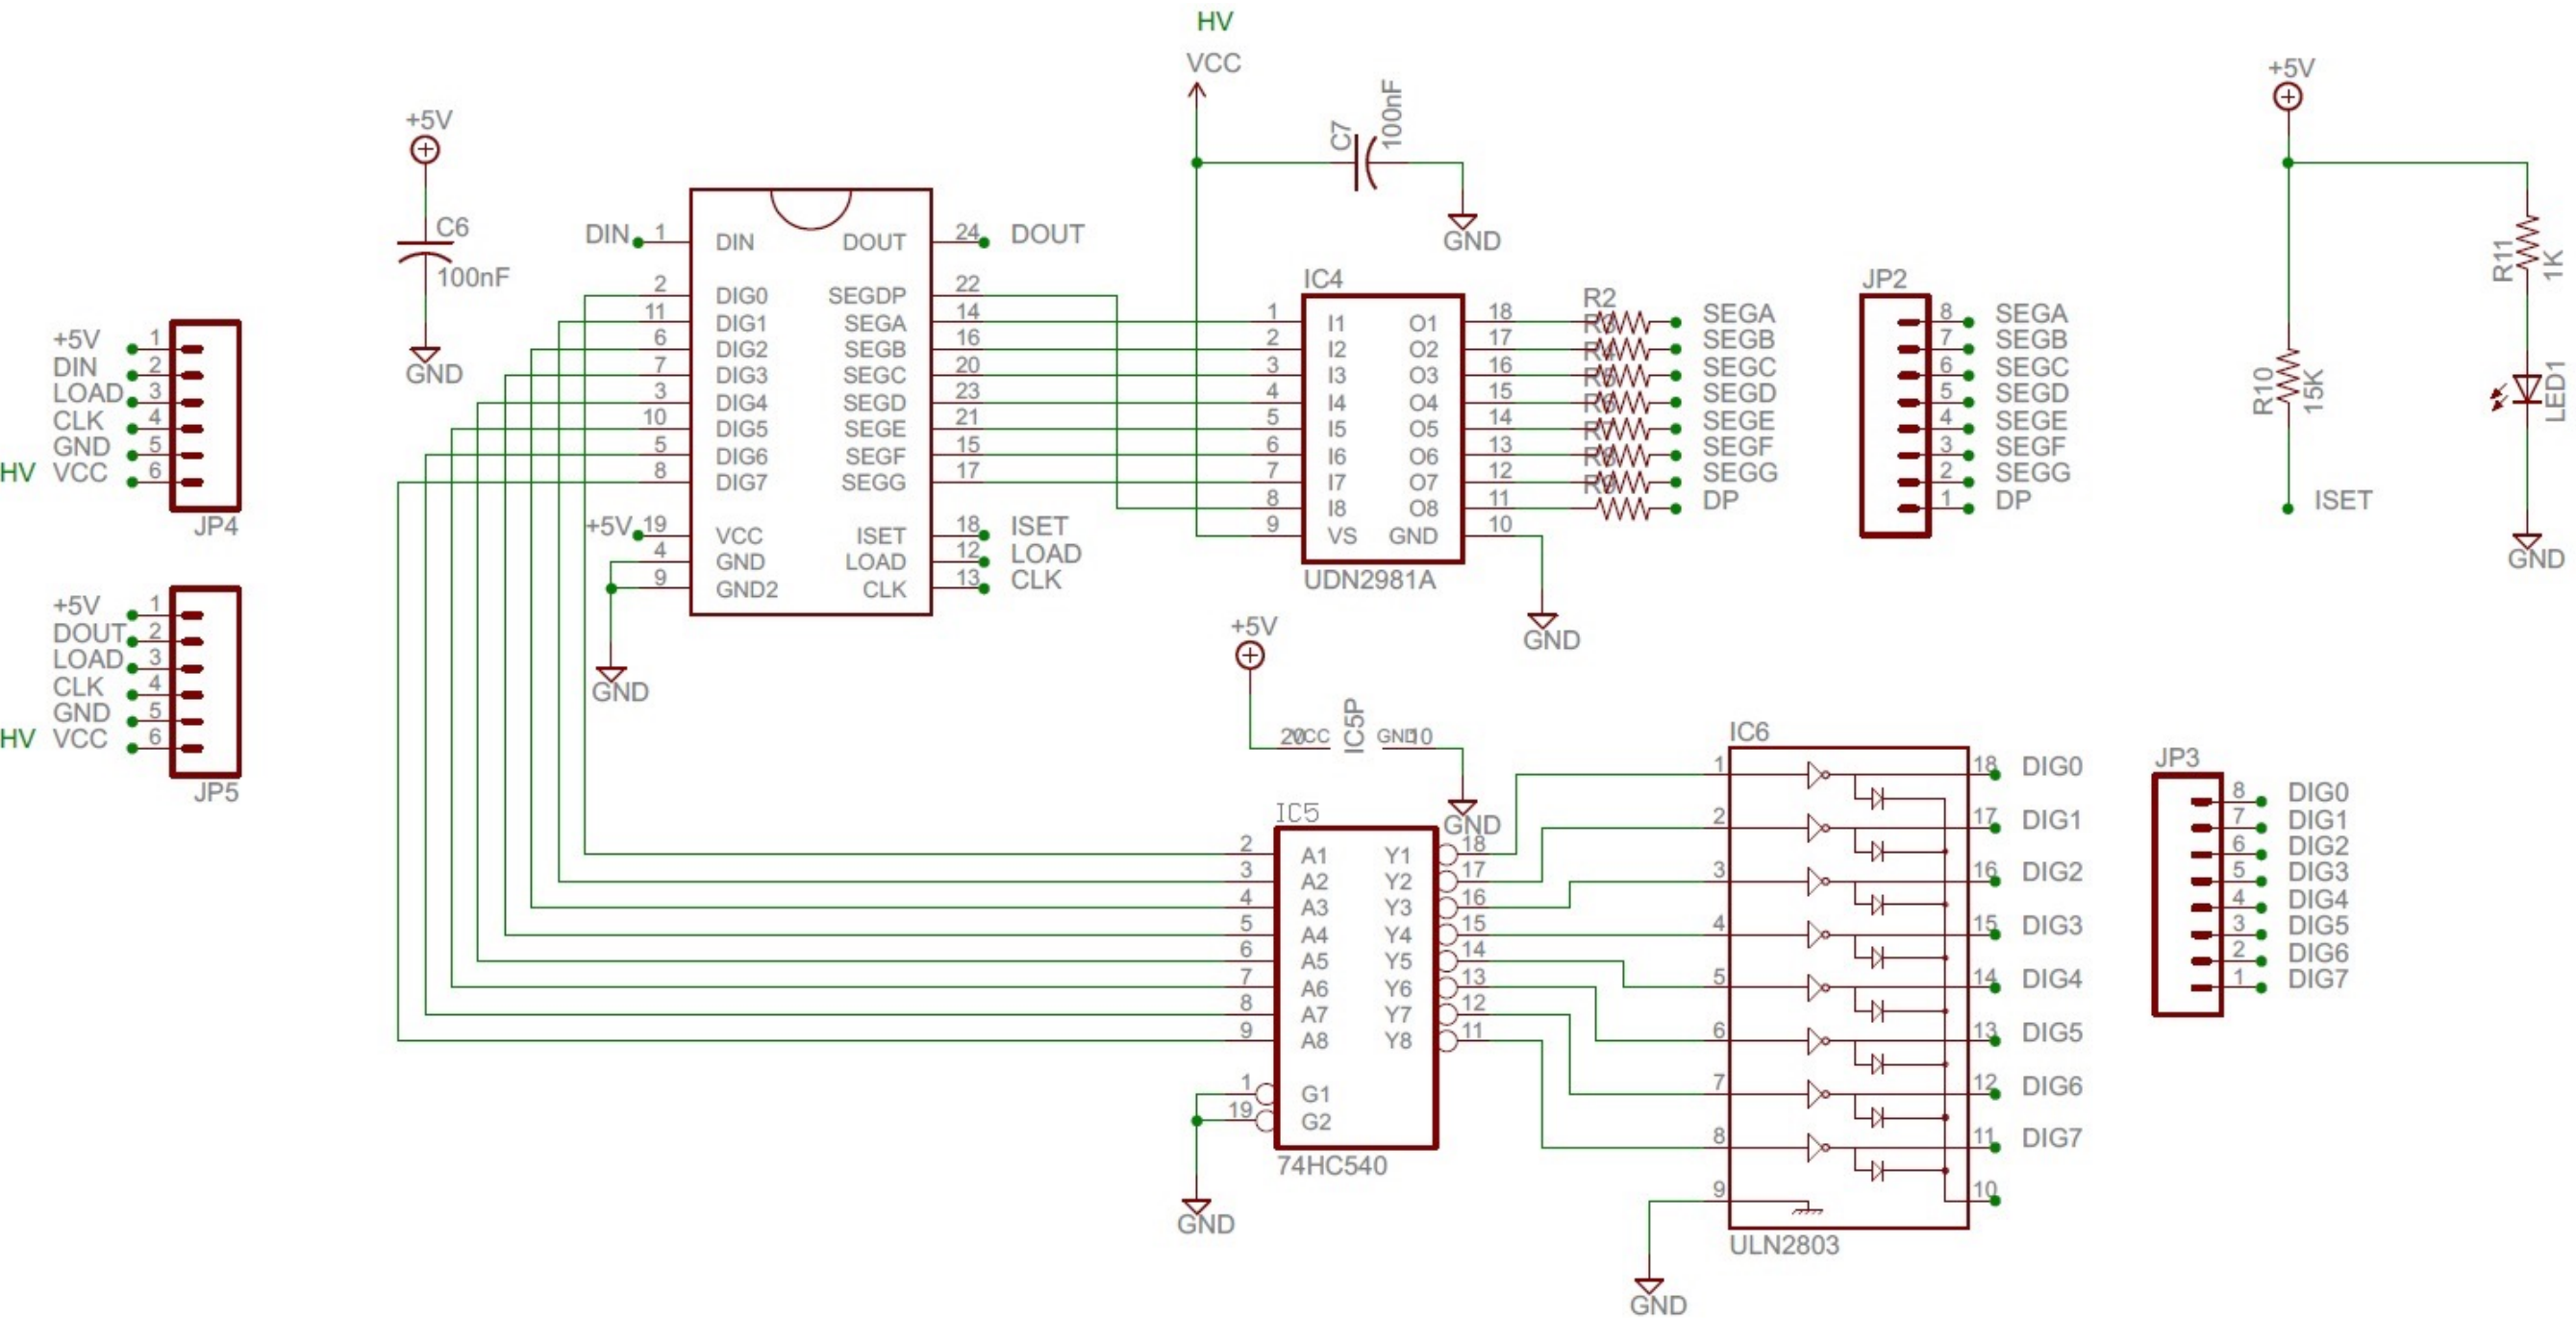 HV
VCC
C7
100nF
GND
+5V
C6
100nF
GND
+5V
R10
15K
ISET
R11
1K
LED1
GND
+5V 1
DIN 2
LOAD 3
CLK 4
GND 5
HV VCC 6
JP4
+5V 1
DOUT 2
LOAD 3
CLK 4
GND 5
HV VCC 6
JP5
DIN 1 DIN DOUT 24 DOUT
2 DIG0 SEGDP 22
11 DIG1 SEGA 14
6 DIG2 SEGB 16
7 DIG3 SEGC 20
3 DIG4 SEGD 23
10 DIG5 SEGE 21
5 DIG6 SEGF 15
8 DIG7 SEGG 17
+5V 19 VCC ISET 18 ISET
4 GND LOAD 12 LOAD
9 GND2 CLK 13 CLK
GND
IC4
R2
1 I1 O1 18 SEGA
2 I2 O2 17 SEGB
3 I3 O3 16 SEGC
4 I4 O4 15 SEGD
5 I5 O5 14 SEGE
6 I6 O6 13 SEGF
7 I7 O7 12 SEGG
8 I8 O8 11 DP
9 VS GND 10
UDN2981A
GND
JP2
8 SEGA
7 SEGB
6 SEGC
5 SEGD
4 SEGE
3 SEGF
2 SEGG
1 DP
+5V
20 VCC IC5P GND 10
GND
IC5
2 A1 Y1 18
3 A2 Y2 17
4 A3 Y3 16
5 A4 Y4 15
6 A5 Y5 14
7 A6 Y6 13
8 A7 Y7 12
9 A8 Y8 11
1 G1
19 G2
74HC540
GND
IC6
1 18 DIG0
2 17 DIG1
3 16 DIG2
4 15 DIG3
5 14 DIG4
6 13 DIG5
7 12 DIG6
8 11 DIG7
9 10
ULN2803
GND
JP3
8 DIG0
7 DIG1
6 DIG2
5 DIG3
4 DIG4
3 DIG5
2 DIG6
1 DIG7